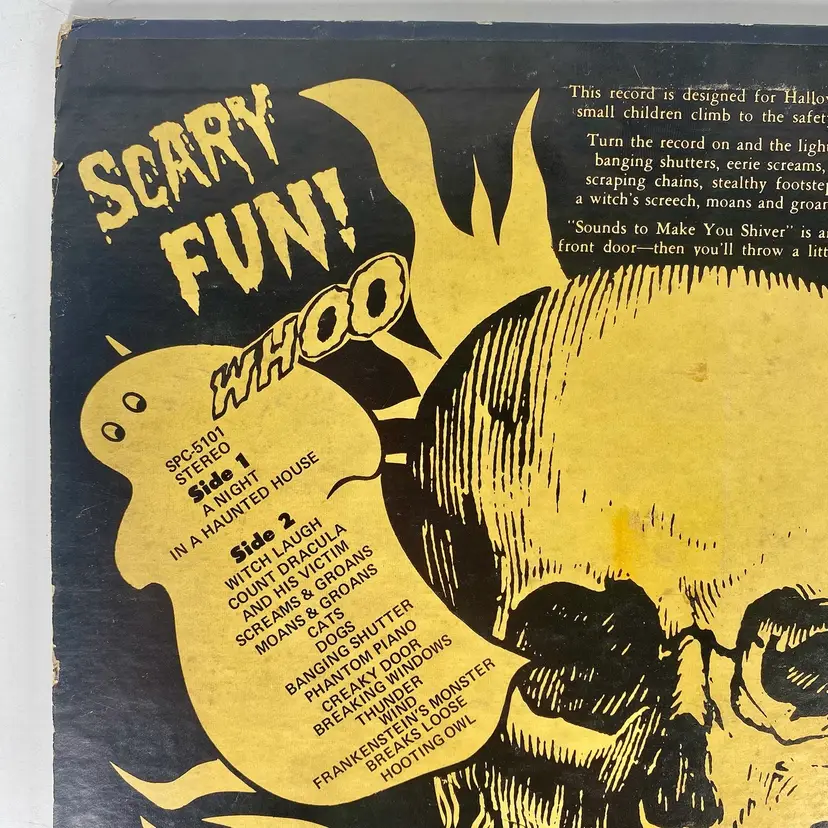 SCARY
FUN!
WHOO
SPC-5101
STEREO
Side 1
A NIGHT
IN A HAUNTED HOUSE
Side 2
WITCH LAUGH
COUNT DRACULA
AND HIS VICTIM
SCREAMS & GROANS
MOANS & GROANS
CATS
DOGS
BANGING SHUTTER
PHANTOM PIANO
CREAKY DOOR
BREAKING WINDOWS
THUNDER
WIND
FRANKENSTEIN'S MONSTER
BREAKS LOOSE
HOOTING OWL
This record is designed for
small children climb to the
Turn the record on and the
banging shutters, eerie screams,
scraping chains, stealthy
a witch's screech, moans and
"Sounds to Make You Shiver" is
front door—then you'll throw a